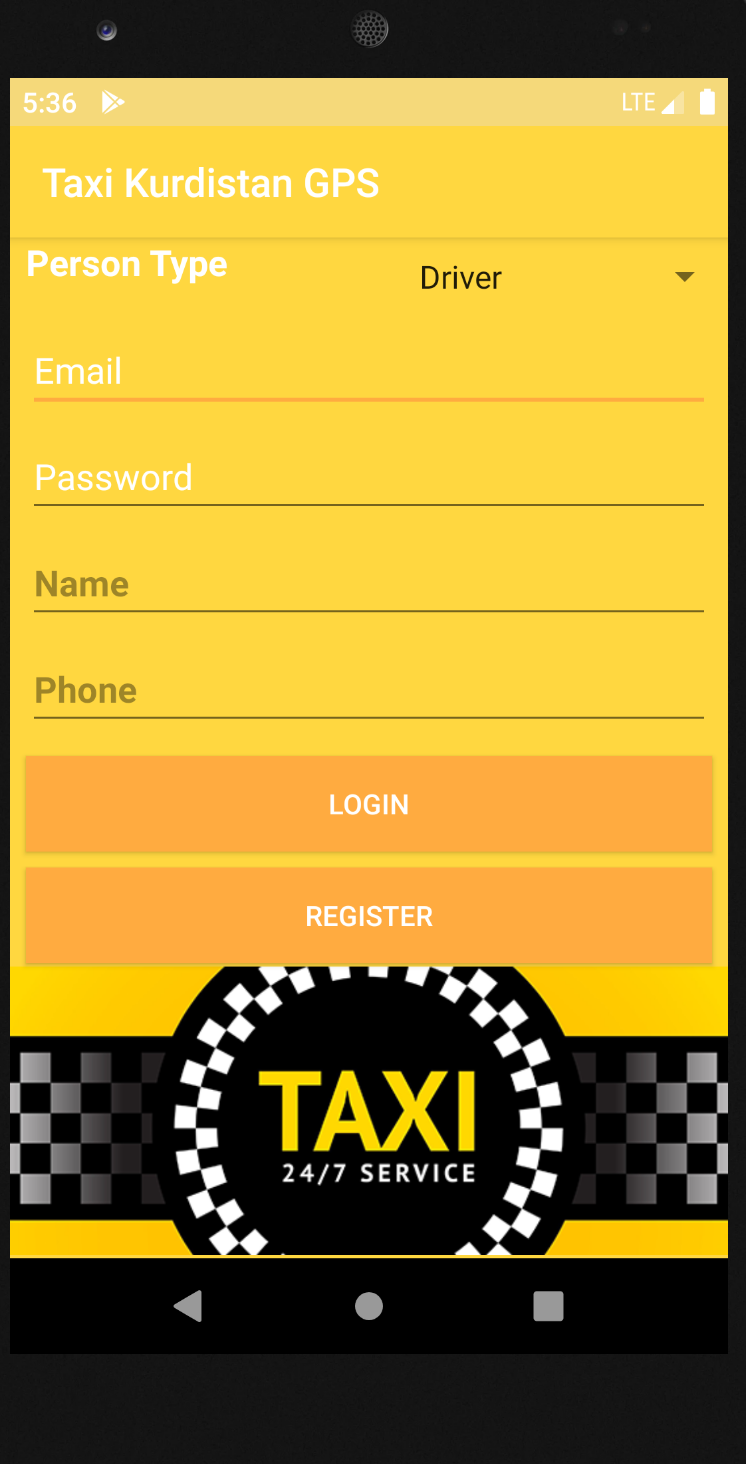 5:36 LTE
Taxi Kurdistan GPS
Person Type Driver
Email
Password
Name
Phone
LOGIN
REGISTER
TAXI
24/7 SERVICE